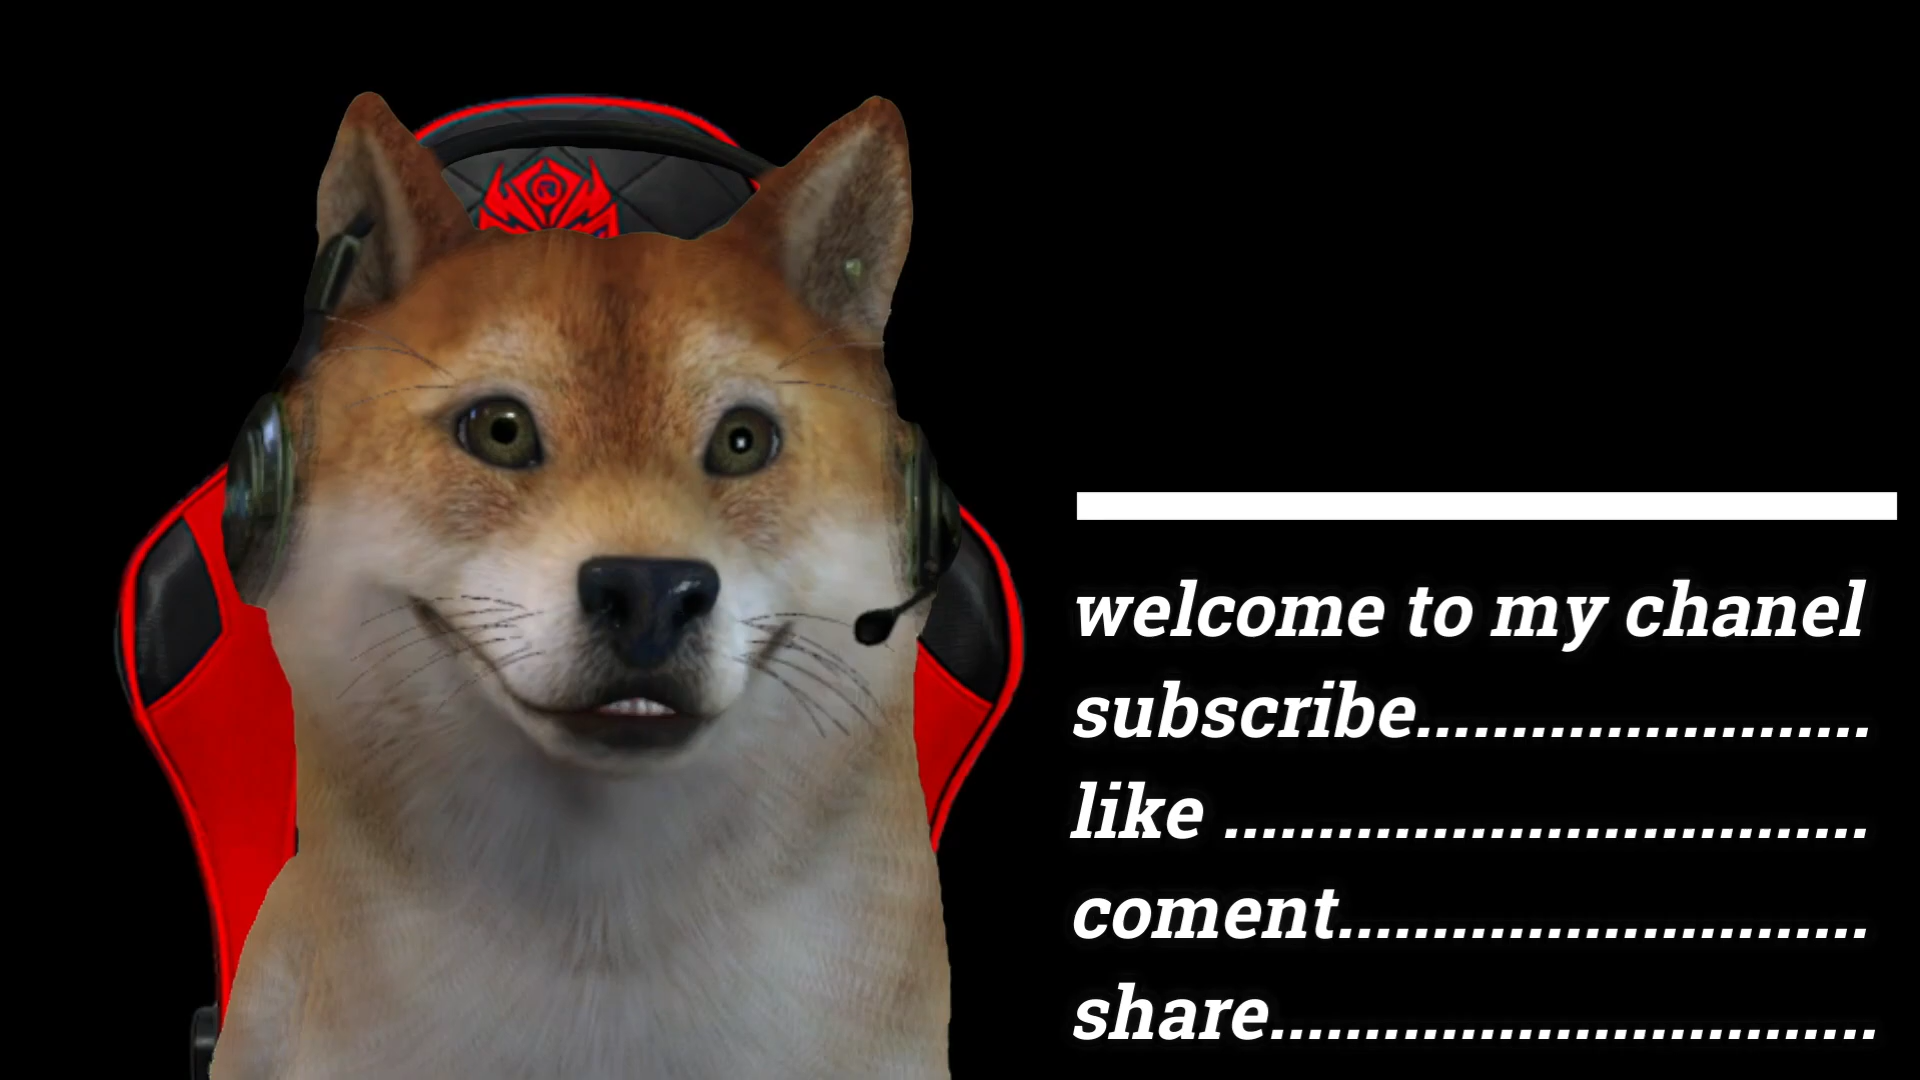 welcome to my chanel
subscribe........................
like ..................................
coment............................
share................................